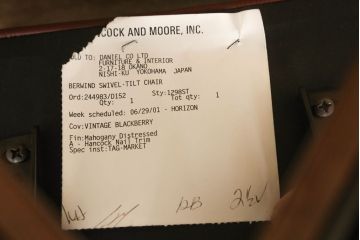 COCK AND MOORE, INC.
LD TO: DANIEL CO LTD
FURNITURE & INTERIOR
2-17-18 OKANO
NISHI-KU YOKOHAMA JAPAN
BERWIND SWIVEL-TILT CHAIR
Ord:244983/D152 Sty:1298ST
Qty: 1 Tot qty: 1
Week scheduled: 06/29/01 - HORIZON
Cov:VINTAGE BLACKBERRY
Fin:Mahogany Distressed
A - Hancock Nail Trim
Spec inst:TAG-MARKET